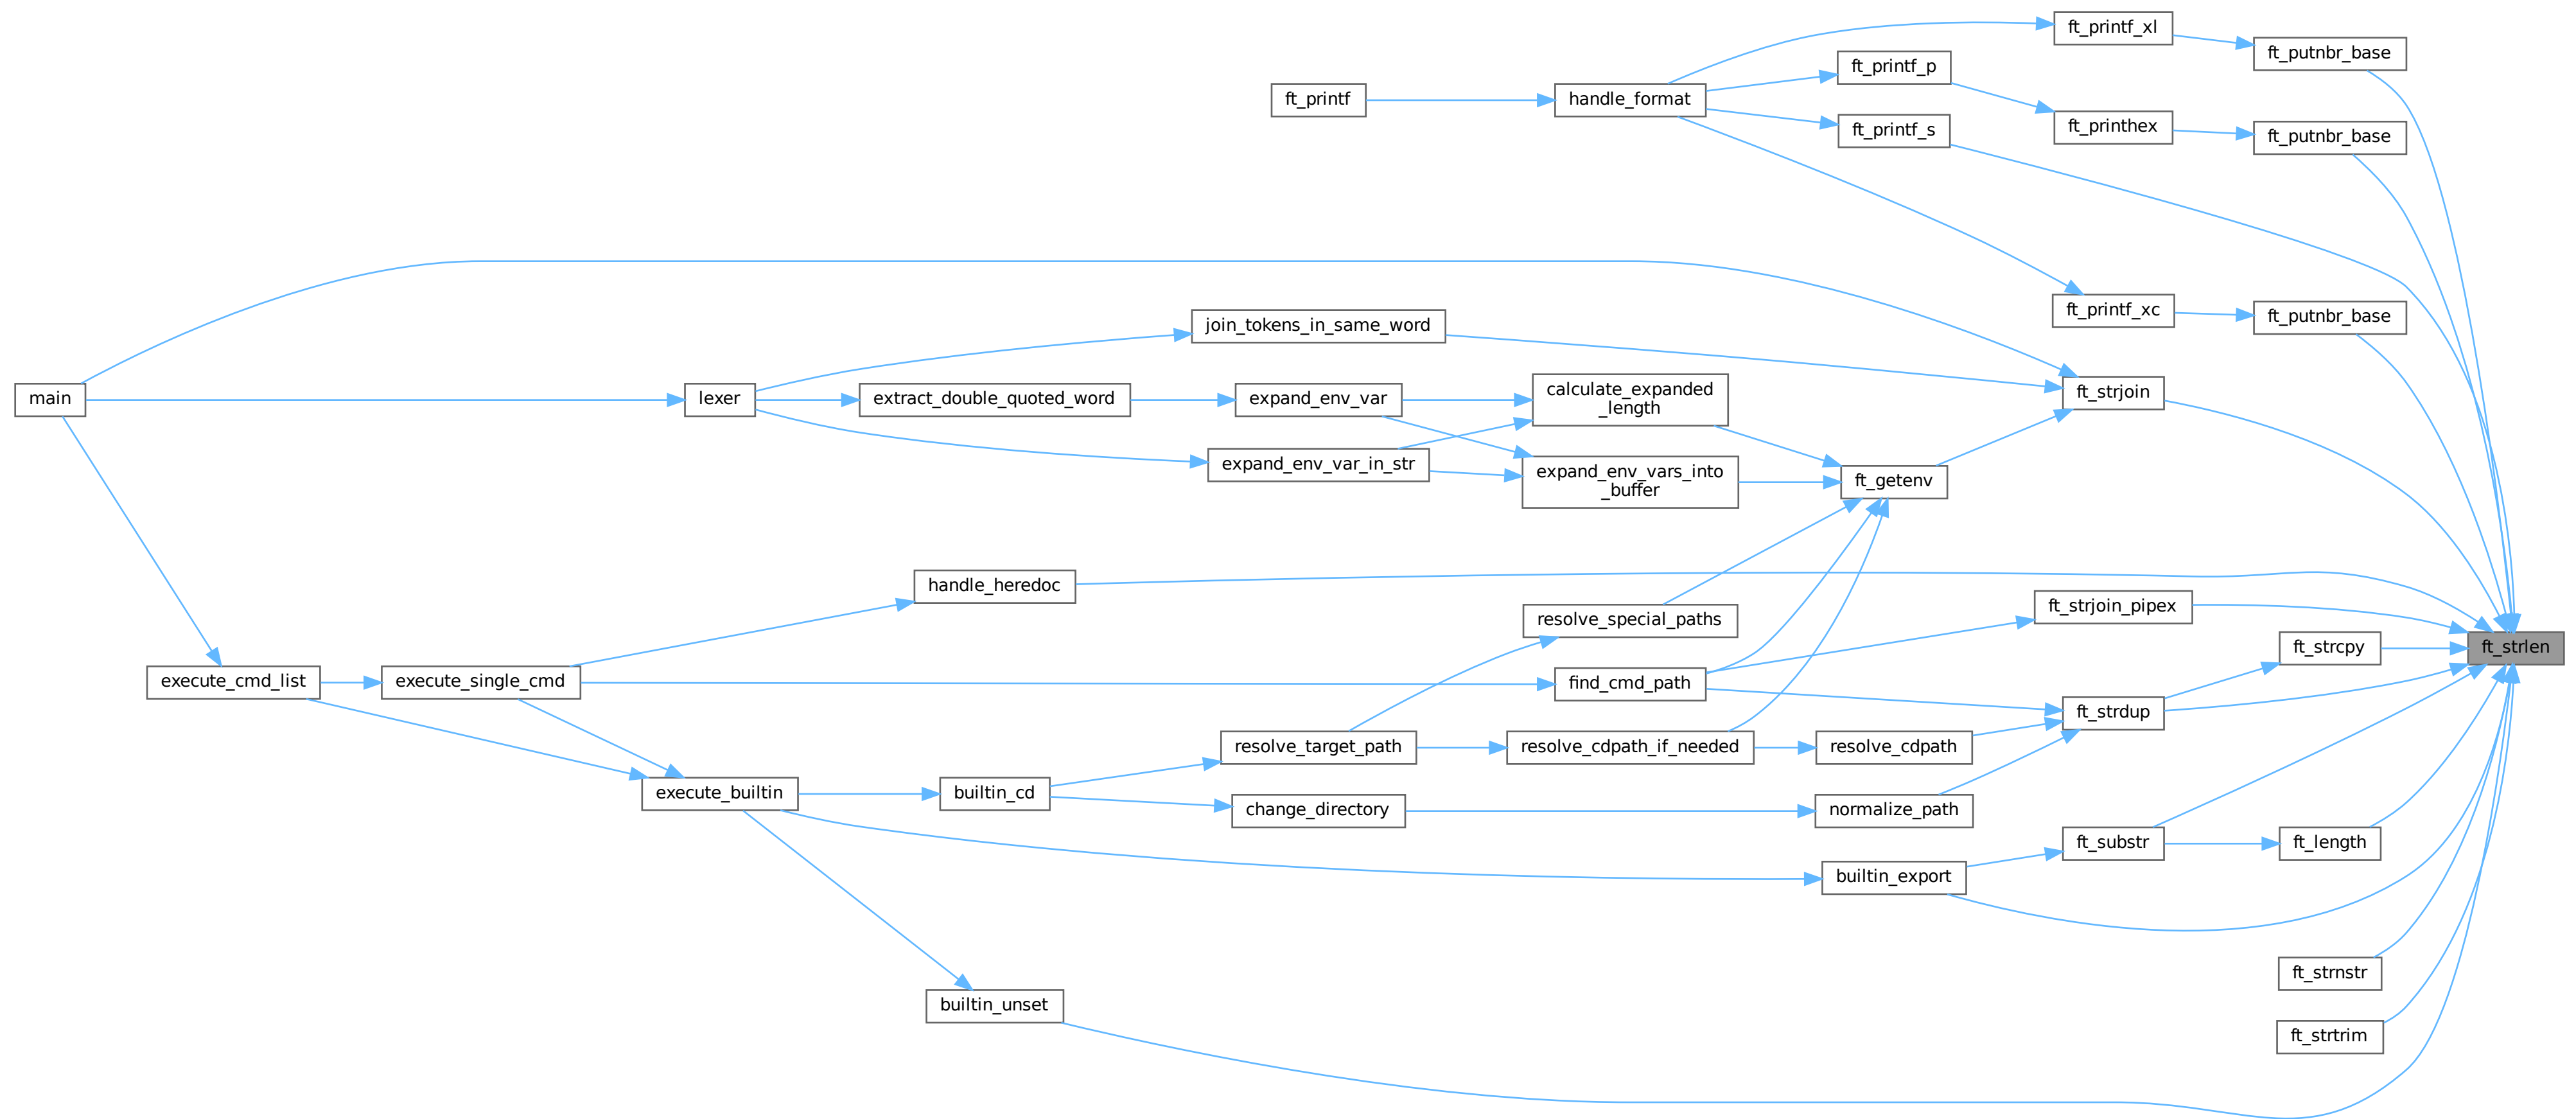 ft_printf_xl
ft_putnbr_base
ft_printf_p
ft_printf
handle_format
ft_printhex
ft_printf_s
ft_putnbr_base
ft_printf_xc
ft_putnbr_base
join_tokens_in_same_word
main
lexer
extract_double_quoted_word
expand_env_var
calculate_expanded
_length
ft_strjoin
expand_env_var_in_str
expand_env_vars_into
_buffer
ft_getenv
handle_heredoc
ft_strjoin_pipex
resolve_special_paths
ft_strcpy
ft_strlen
execute_cmd_list
execute_single_cmd
find_cmd_path
ft_strdup
resolve_target_path
resolve_cdpath_if_needed
resolve_cdpath
execute_builtin
builtin_cd
change_directory
normalize_path
ft_substr
ft_length
builtin_export
ft_strnstr
builtin_unset
ft_strtrim